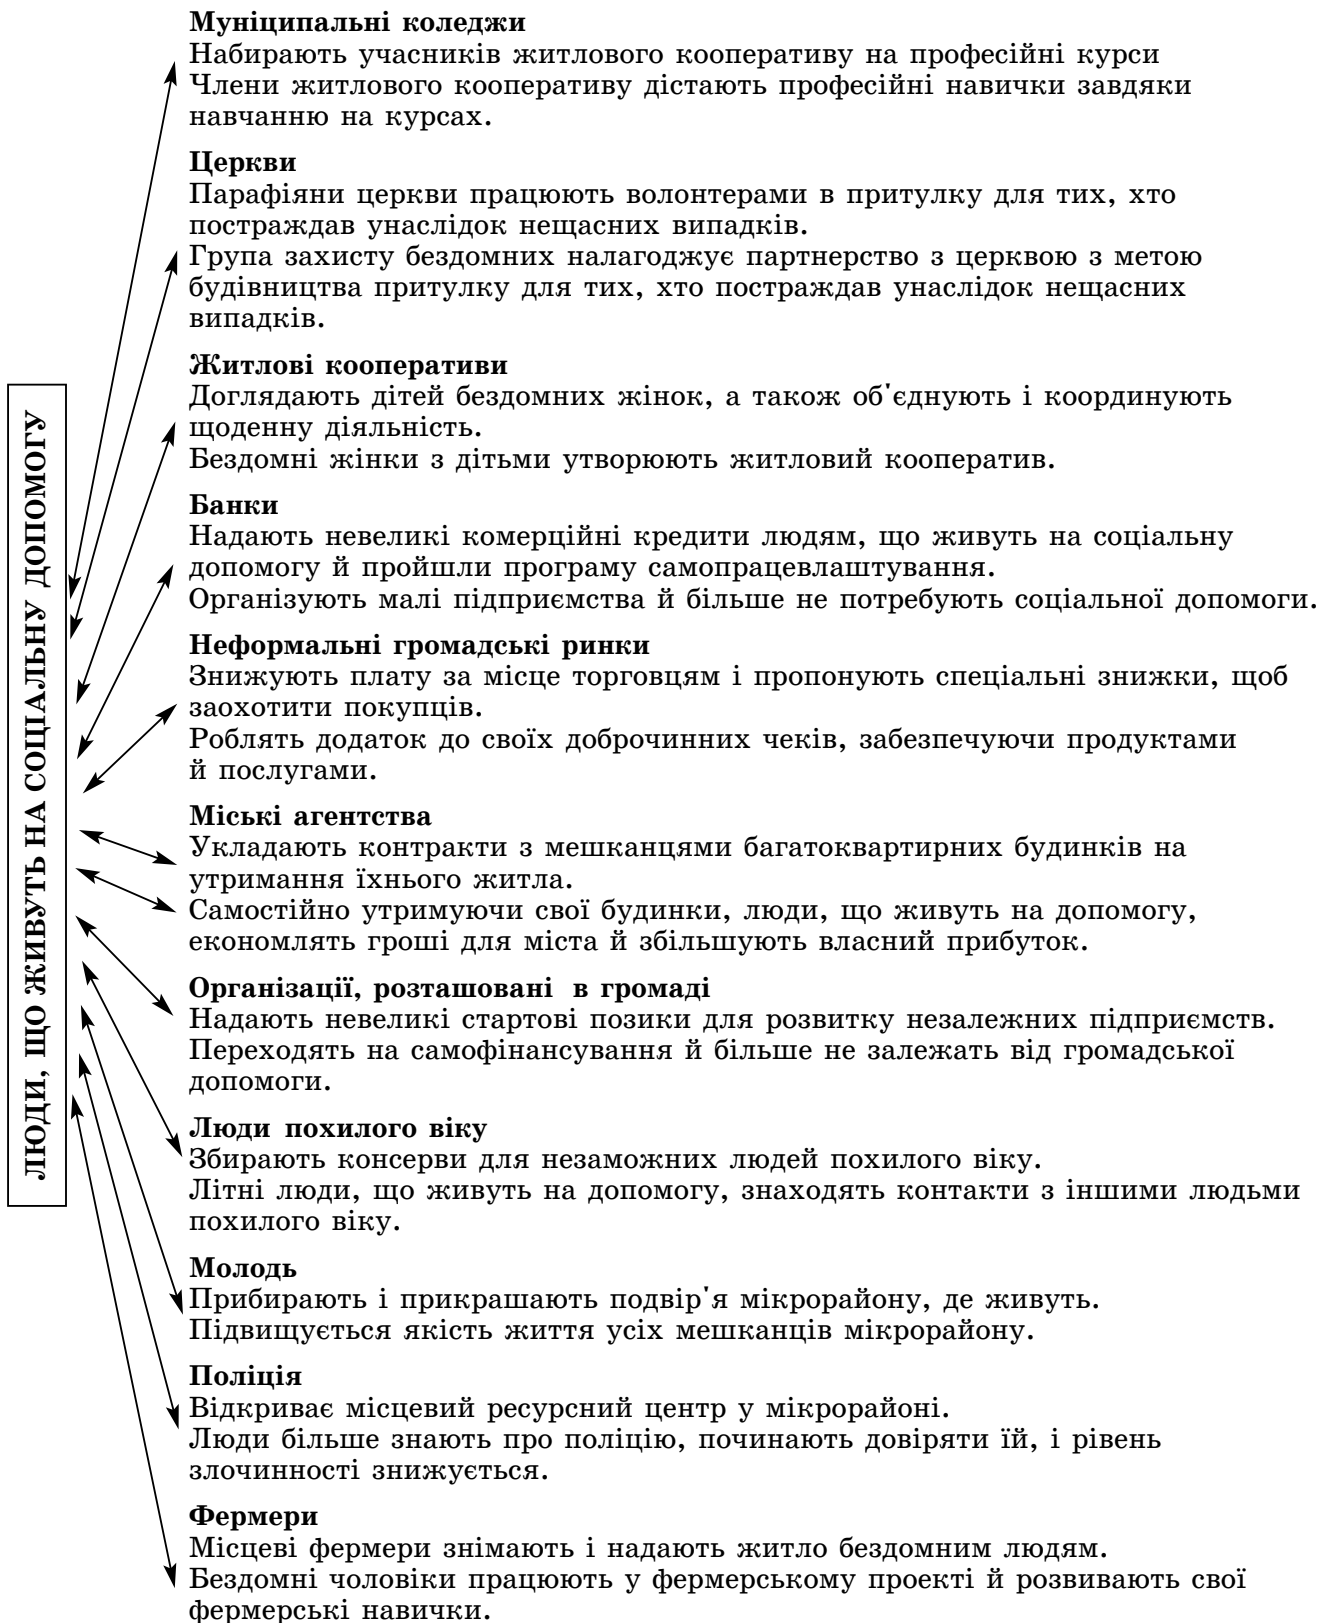 Муніципальні коледжи
Набирають учасників житлового кооперативу на професійні курси
Члени житлового кооперативу дістають професійні навички завдяки
навчанню на курсах.
Церкви
Парафіяни церкви працюють волонтерами в притулку для тих, хто
постраждав унаслідок нещасних випадків.
Група захисту бездомних налагоджує партнерство з церквою з метою
будівництва притулку для тих, хто постраждав унаслідок нещасних
випадків.
Житлові кооперативи
Доглядають дітей бездомних жінок, а також об'єднують і координують
щоденну діяльність.
Бездомні жінки з дітьми утворюють житловий кооператив.
Банки
Надають невеликі комерційні кредити людям, що живуть на соціальну
допомогу й пройшли програму самопрацевлаштування.
Організують малі підприємства й більше не потребують соціальної допомоги.
Неформальні громадські ринки
Знижують плату за місце торговцям і пропонують спеціальні знижки, щоб
заохотити покупців.
Роблять додаток до своїх доброчинних чеків, забезпечуючи продуктами
й послугами.
Міські агентства
Укладають контракти з мешканцями багатоквартирних будинків на
утримання їхнього житла.
Самостійно утримуючи свої будинки, люди, що живуть на допомогу,
економлять гроші для міста й збільшують власний прибуток.
Організації, розташовані в громаді
Надають невеликі стартові позики для розвитку незалежних підприємств.
Переходять на самофінансування й більше не залежать від громадської
допомоги.
Люди похилого віку
Збирають консерви для незаможних людей похилого віку.
Літні люди, що живуть на допомогу, знаходять контакти з іншими людьми
похилого віку.
Молодь
Прибирають і прикрашають подвір'я мікрорайону, де живуть.
Підвищується якість життя усіх мешканців мікрорайону.
Поліція
Відкриває місцевий ресурсний центр у мікрорайоні.
Люди більше знають про поліцію, починають довіряти їй, і рівень
злочинності знижується.
Фермери
Місцеві фермери знімають і надають житло бездомним людям.
Бездомні чоловіки працюють у фермерському проекті й розвивають свої
фермерські навички.
ЛЮДИ, ЩО ЖИВУТЬ НА СОЦІАЛЬНУ ДОПОМОГУ